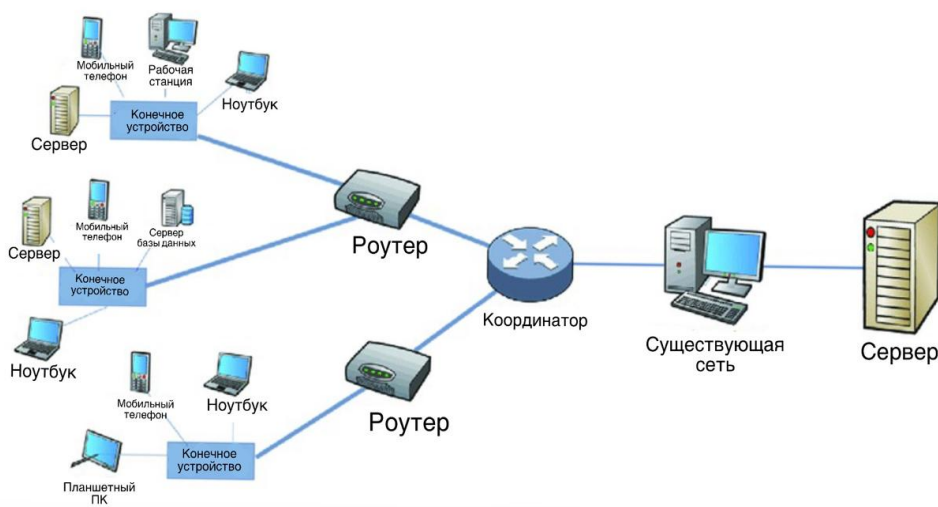 Мобильный
телефон
Рабочая
станция
Ноутбук
Конечное
устройство
Сервер
Сервер
Мобильный
телефон
Сервер
базы данных
Конечное
устройство
Ноутбук
Роутер
Координатор
Существующая
сеть
Сервер
Мобильный
телефон
Ноутбук
Роутер
Конечное
устройство
Планшетный
ПК